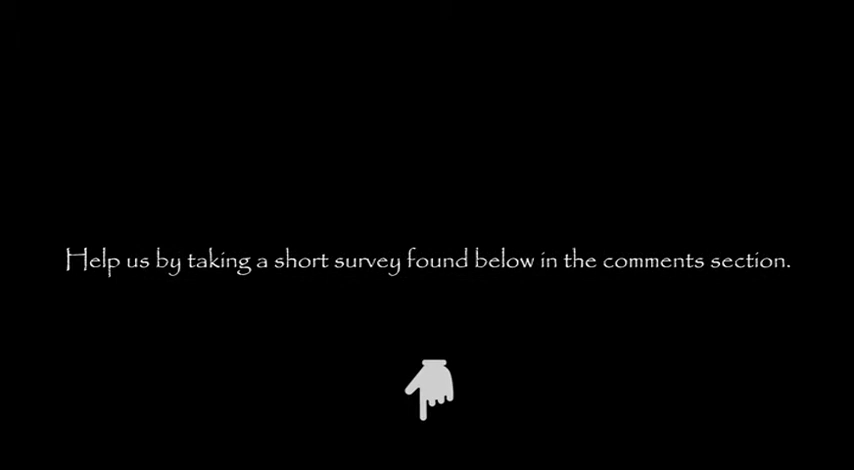 Help us by taking a short survey found below in the comments section.